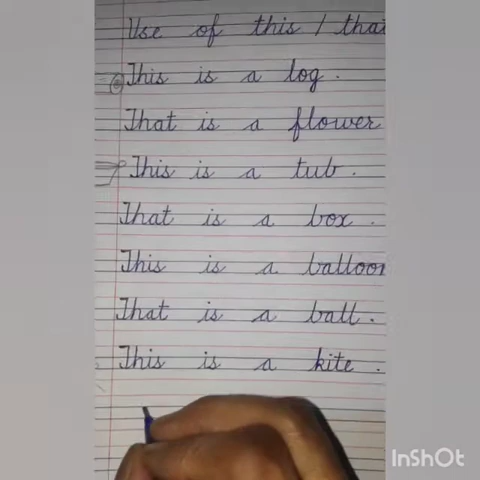 Use of this / that
This is a log.
That is a flower
This is a tub.
That is a box.
This is a balloon
That is a ball.
This is a kite.
InShOt